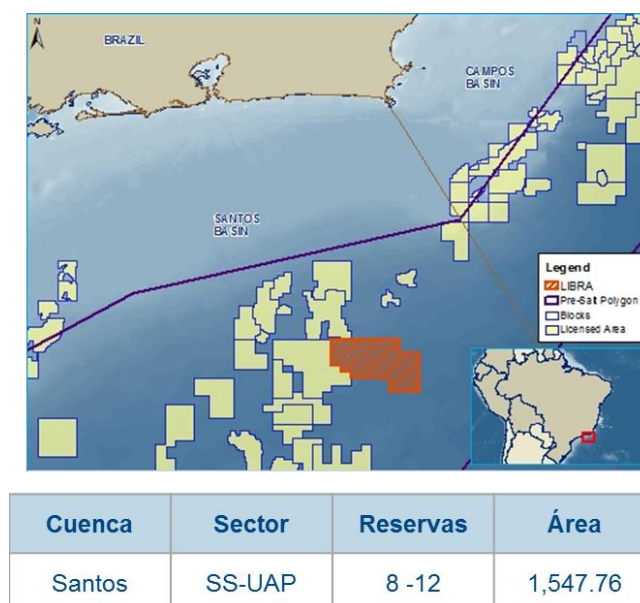 N
BRAZIL
CAMPOS
BASIN
SANTOS
BASIN
Legend
LIBRA
Pre-Salt Polygon
Blocks
Licensed Area
Cuenca Sector Reservas Área
Santos SS-UAP 8 -12 1,547.76